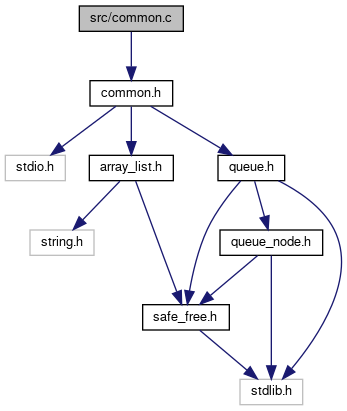 src/common.c
common.h
stdio.h
array_list.h
queue.h
string.h
queue_node.h
safe_free.h
stdlib.h